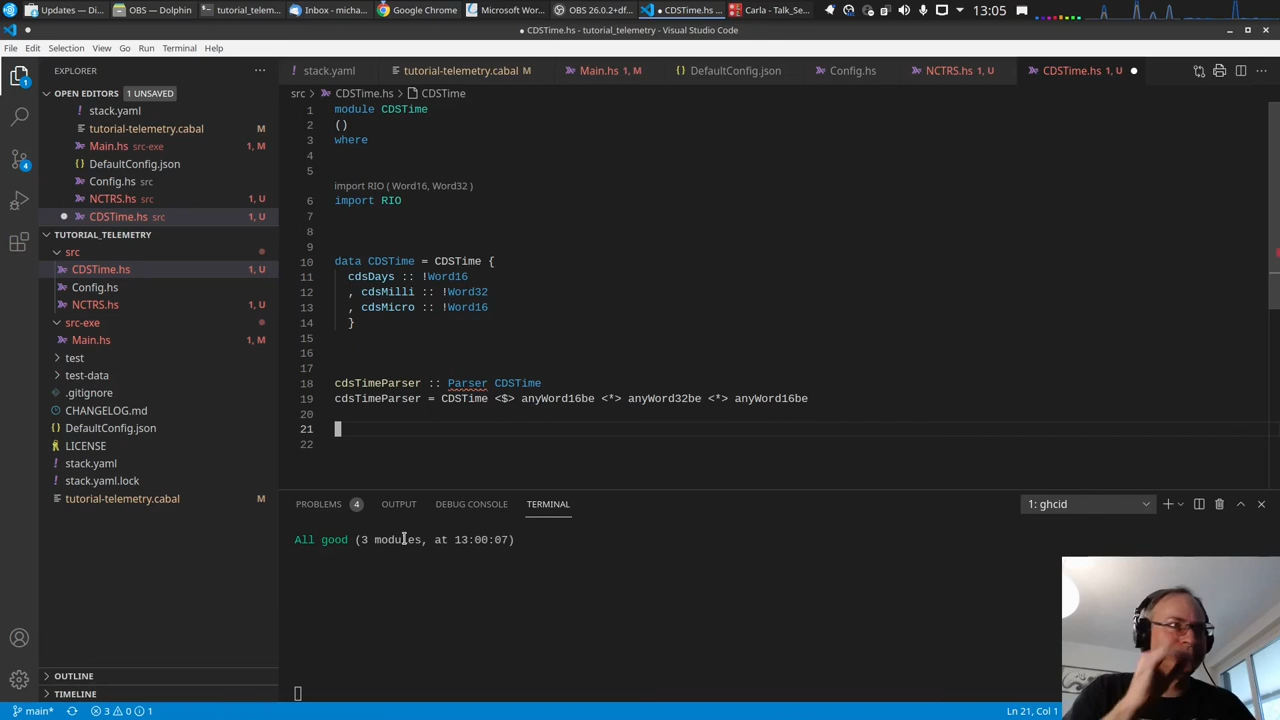 Updates — Di...
OBS — Dolphin
tutorial_telem...
Inbox - micha...
Google Chrome
Microsoft Word...
OBS 26.0.2+df...
CDSTime.hs ...
Carla - Talk_Se...
13:05
● CDSTime.hs - tutorial_telemetry - Visual Studio Code
File Edit Selection View Go Run Terminal Help
EXPLORER
stack.yaml
tutorial-telemetry.cabal M
Main.hs 1, M
DefaultConfig.json
Config.hs
NCTRS.hs 1, U
CDSTime.hs 1, U
OPEN EDITORS 1 UNSAVED
stack.yaml
tutorial-telemetry.cabal M
Main.hs src-exe 1, M
DefaultConfig.json
Config.hs src
NCTRS.hs src 1, U
CDSTime.hs src 1, U
TUTORIAL_TELEMETRY
src
CDSTime.hs 1, U
Config.hs
NCTRS.hs 1, U
src-exe
Main.hs 1, M
test
test-data
.gitignore
CHANGELOG.md
DefaultConfig.json
LICENSE
stack.yaml
stack.yaml.lock
tutorial-telemetry.cabal M
OUTLINE
TIMELINE
src > CDSTime.hs > CDSTime
1 module CDSTime
2 ()
3 where
4
5
import RIO ( Word16, Word32 )
6 import RIO
7
8
9
10 data CDSTime = CDSTime {
11 cdsDays :: !Word16
12 , cdsMilli :: !Word32
13 , cdsMicro :: !Word16
14 }
15
16
17
18 cdsTimeParser :: Parser CDSTime
19 cdsTimeParser = CDSTime <$> anyWord16be <*> anyWord32be <*> anyWord16be
20
21
22
PROBLEMS 4 OUTPUT DEBUG CONSOLE TERMINAL
1: ghcid
All good (3 modules, at 13:00:07)
main* 3 0 1
Ln 21, Col 1